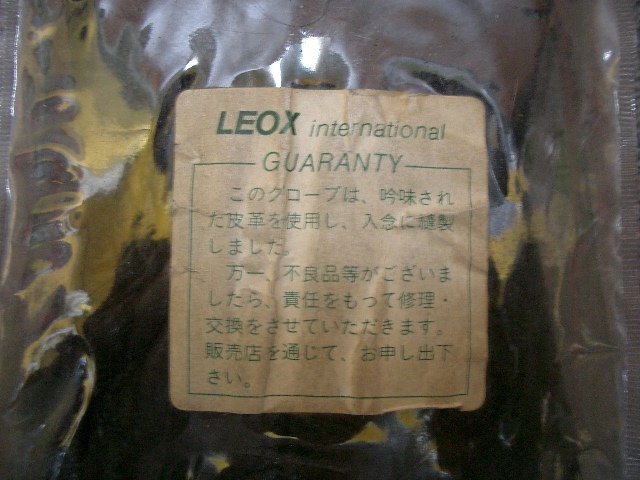 LEOX international
GUARANTY
このグローブは、吟味され
た皮革を使用し、入念に縫製
しました。
万一、不良品等がございま
したら、責任をもって修理・
交換をさせていただきます。
販売店を通じて、お申し出下
さい。